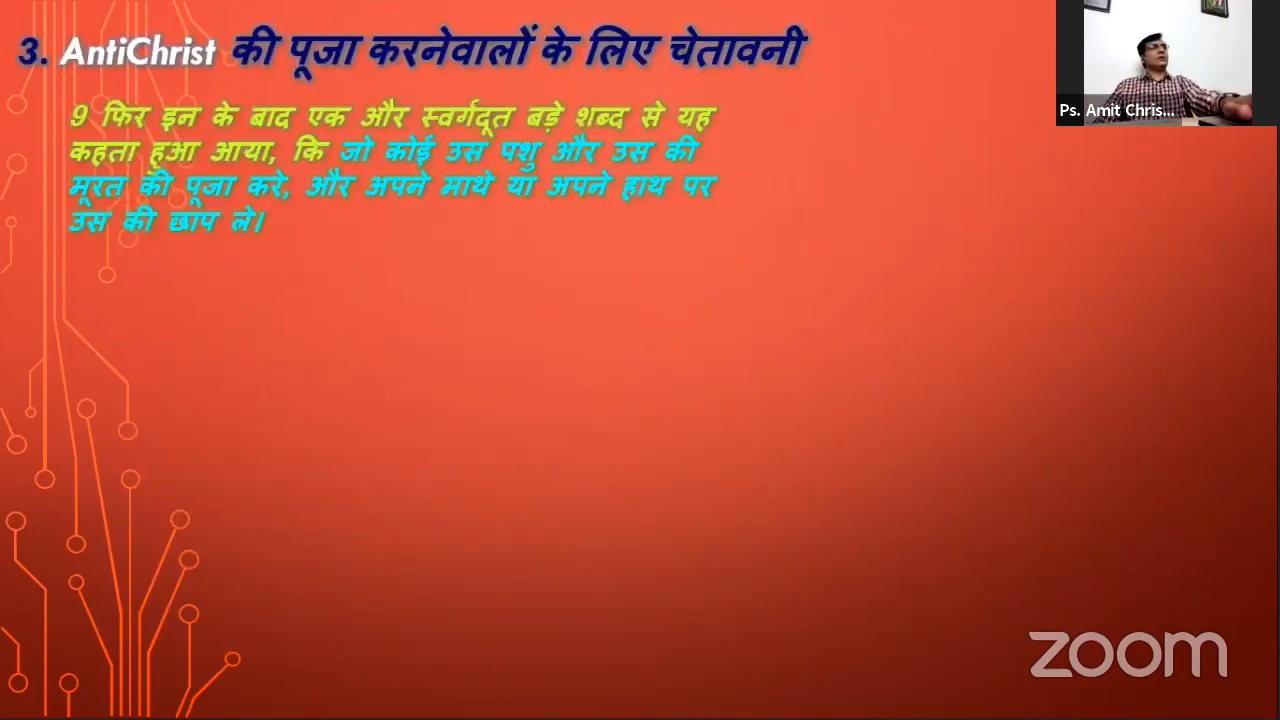 3. AntiChrist की पूजा करनेवालों के लिए चेतावनी
9 फिर इन के बाद एक और स्वर्गदूत बड़े शब्द से यह
कहता हुआ आया, कि जो कोई उस पशु और उस की
मूरत की पूजा करे, और अपने माथे या अपने हाथ पर
उस की छाप ले।
Ps. Amit Chris...
zoom